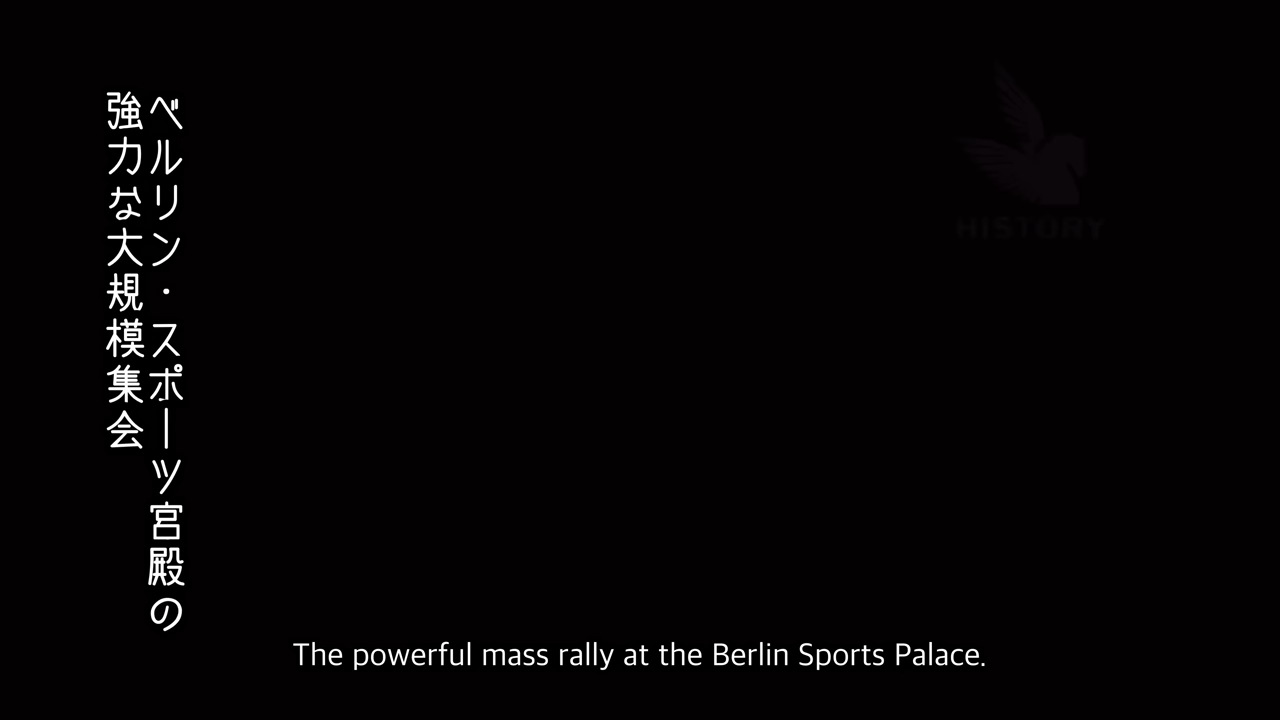 ベルリン・スポーツ宮殿の
強力な大規模集会
HISTORY
The powerful mass rally at the Berlin Sports Palace.